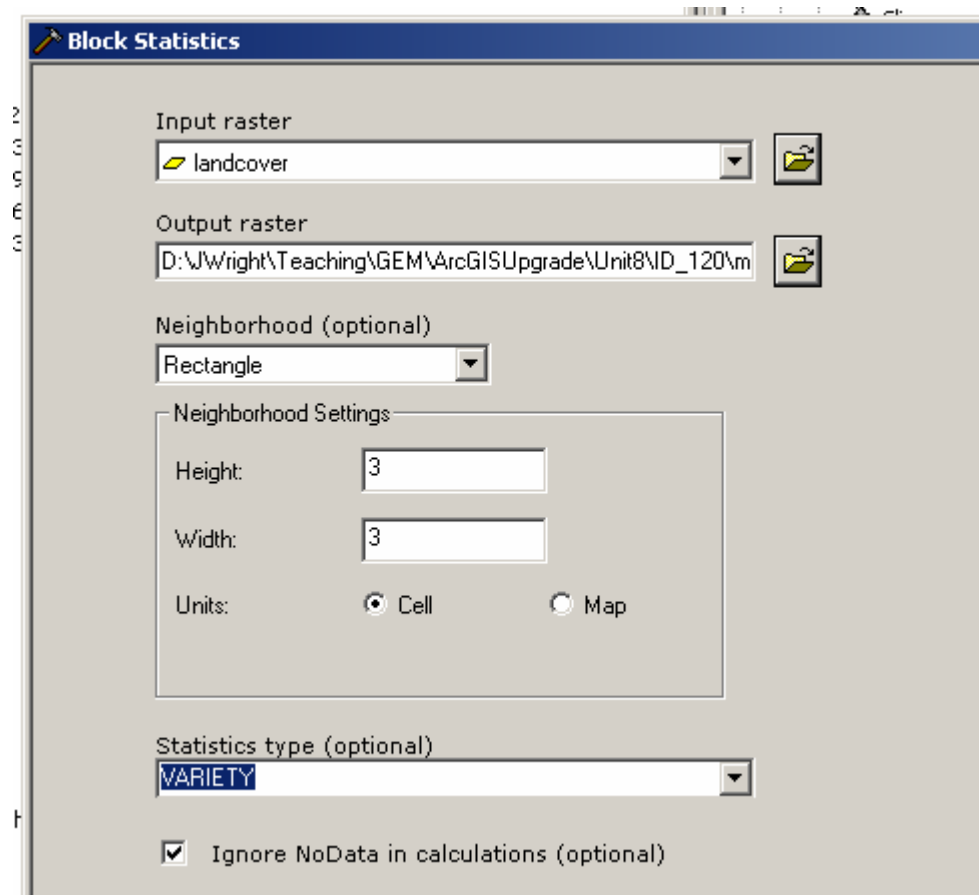 Block Statistics
Input raster
landcover
Output raster
D:\JWright\Teaching\GEM\ArcGISUpgrade\Unit8\ID_120\m
Neighborhood (optional)
Rectangle
Neighborhood Settings
Height:
3
Width:
3
Units:
Cell Map
Statistics type (optional)
VARIETY
Ignore NoData in calculations (optional)